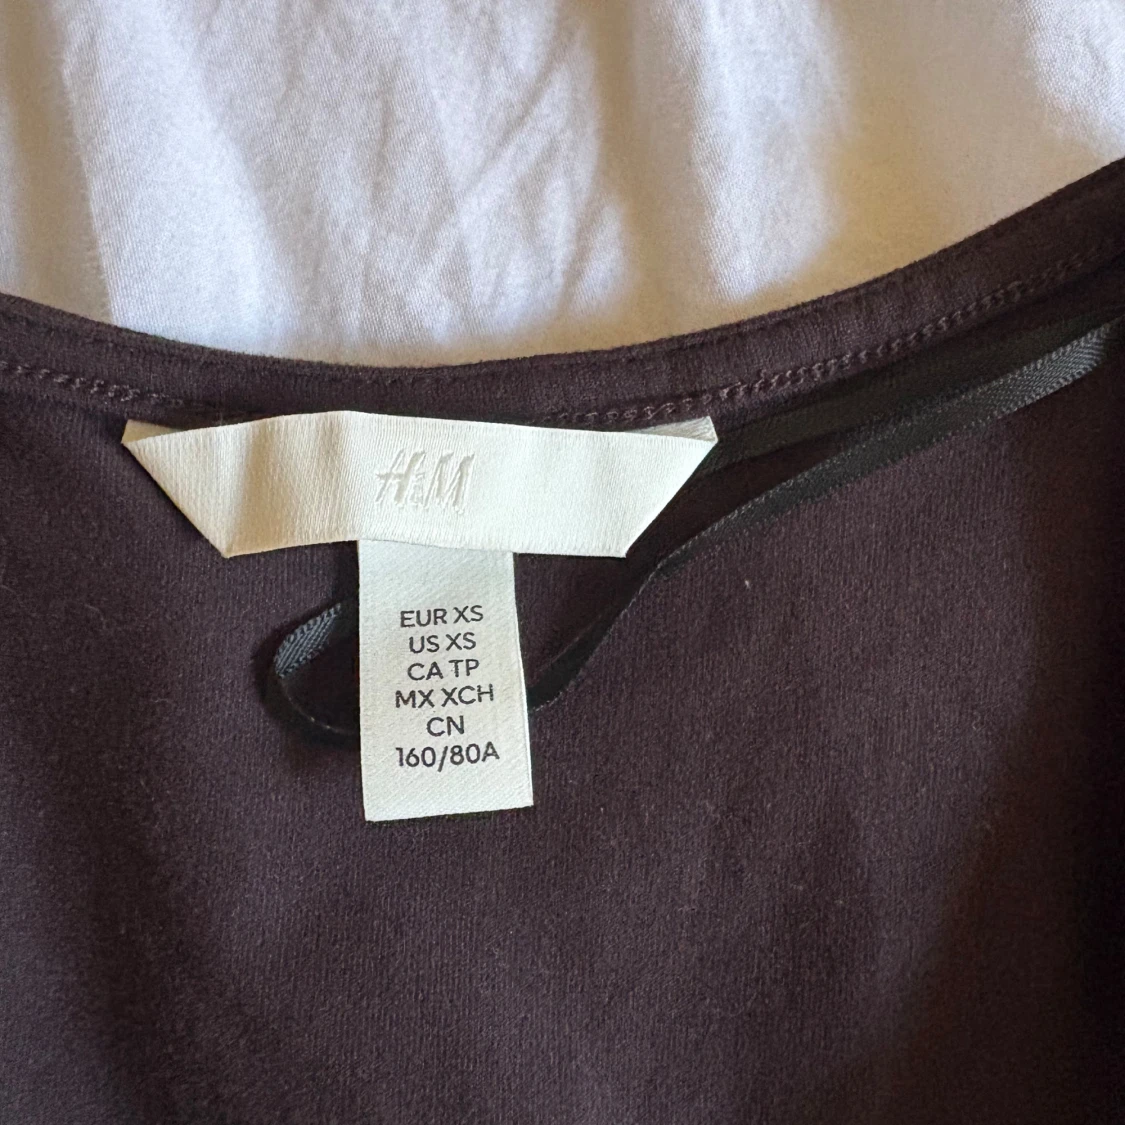 H&M
EUR XS
US XS
CA TP
MX XCH
CN
160/80A